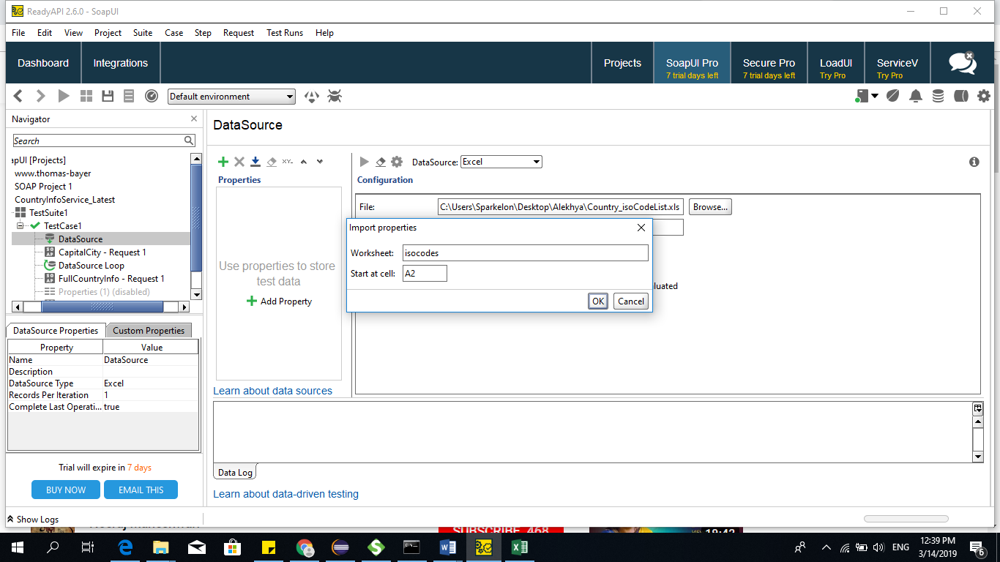 ReadyAPI 2.6.0 - SoapUI
File Edit View Project Suite Case Step Request Test Runs Help
Dashboard Integrations Projects SoapUI Pro Secure Pro LoadUI ServiceV
7 trial days left 7 trial days left Try Pro Try Pro
Default environment
Navigator
DataSource
Search
apUI [Projects]
www.thomas-bayer
SOAP Project 1
CountryInfoService_Latest
TestSuite1
TestCase1
DataSource
CapitalCity - Request 1
DataSource Loop
FullCountryInfo - Request 1
Properties (1) (disabled)
DataSource: Excel
Properties
Configuration
File: C:\Users\Sparkelon\Desktop\Alekhya\Country_isoCodeList.xls Browse...
Import properties
Worksheet: isocodes
Start at cell: A2
OK Cancel
luated
Use properties to store
test data
Add Property
Learn about data sources
DataSource Properties Custom Properties
Property Value
Name DataSource
Description
DataSource Type Excel
Records Per Iteration 1
Complete Last Operati... true
Trial will expire in 7 days
BUY NOW EMAIL THIS
Data Log
Learn about data-driven testing
Show Logs
SUBSCRIBE 468
ENG
12:39 PM
3/14/2019
6